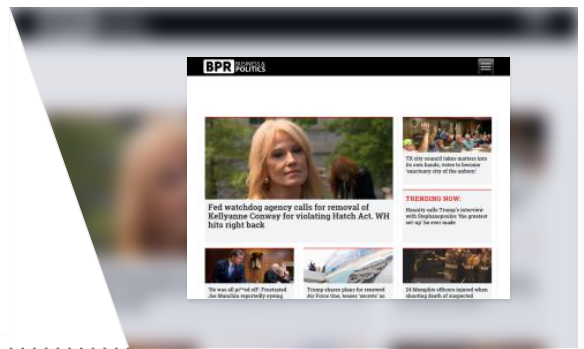 BPR BUSINESS & POLITICS
Fed watchdog agency calls for removal of
Kellyanne Conway for violating Hatch Act. WH
hits right back
TX city council takes matters into
its own hands, votes to become
'sanctuary city of the unborn'
TRENDING NOW:
Hannity calls Trump's interview
with Stephanopoulos 'the greatest
set-up' he ever made
'He was all pi**ed off': Frustrated
Joe Manchin reportedly eyeing
Trump shares plans for renewed
Air Force One, teases 'secrets' as
24 Memphis officers injured when
shooting death of suspected